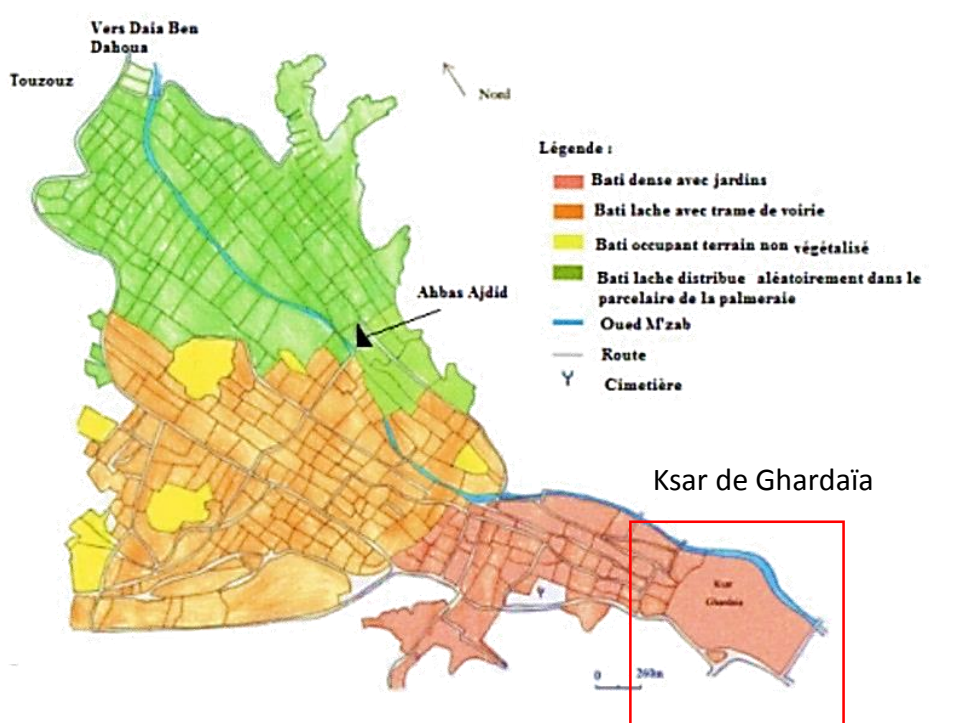 Vers Daia Ben
Dahoua
Touzouz
Nord
Légende :
Bati dense avec jardins
Bati lache avec trame de voirie
Bati occupant terrain non végétalisé
Bati lache distribue aléatoirement dans le
parcelaire de la palmeraie
Oued M'zab
Route
Cimetière
Ahbas Ajdid
Ksar de Ghardaïa
Ksar
Ghardaia
0